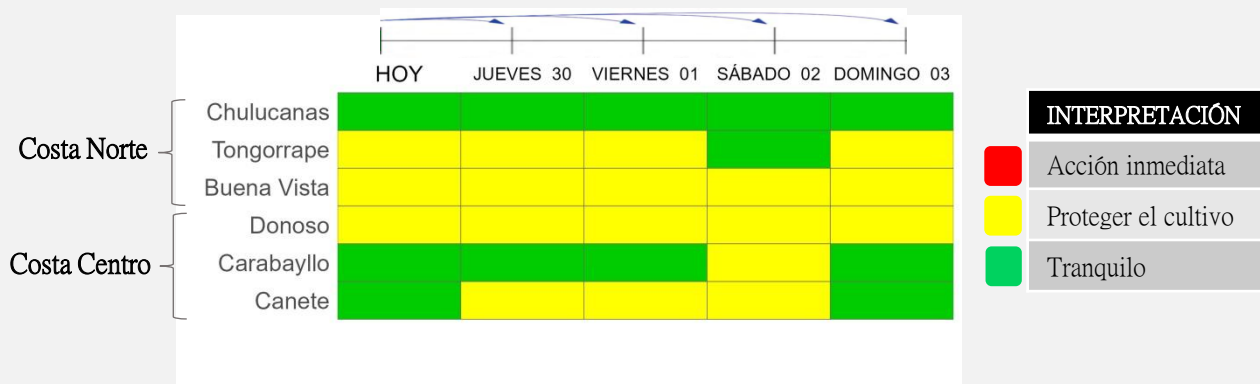 HOY JUEVES 30 VIERNES 01 SÁBADO 02 DOMINGO 03
Costa Norte
Chulucanas
Tongorrape
Buena Vista
Costa Centro
Donoso
Carabayllo
Canete
INTERPRETACIÓN
Acción inmediata
Proteger el cultivo
Tranquilo